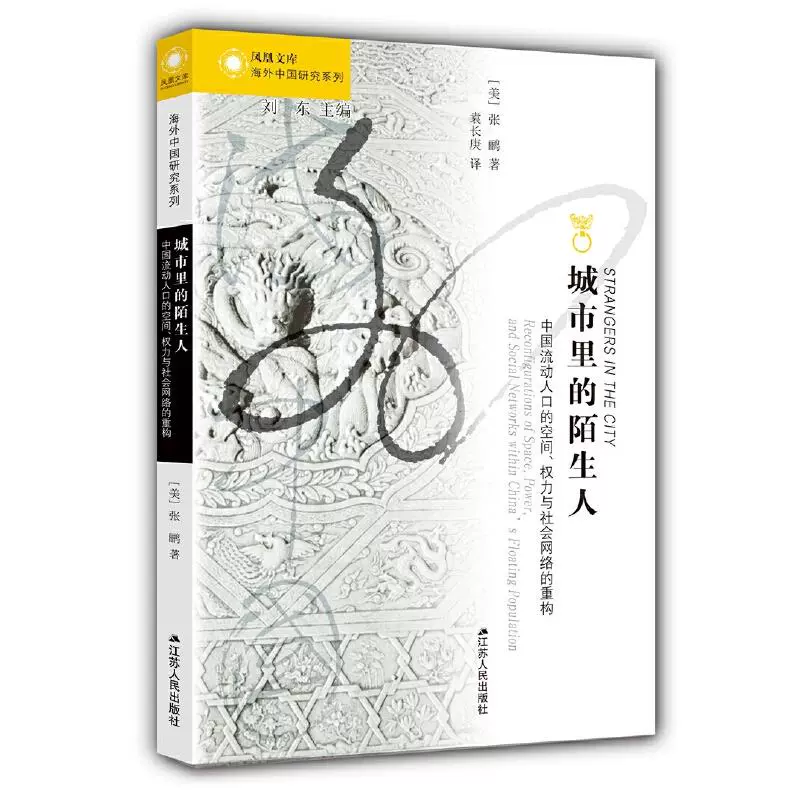 凤凰文库
海外中国研究系列
刘 东 主编
[美] 张 鹏 著
袁长庚 译
城市里的陌生人
STRANGERS IN THE CITY
中国流动人口的空间、权力与社会网络的重构
Reconfigurations of Space, Power,
and Social Networks within China's Floating Population
江苏人民出版社
凤凰文库
海外中国研究系列
城市里的陌生人
中国流动人口的空间、权力与社会网络的重构
[美] 张 鹏 著
江苏人民出版社